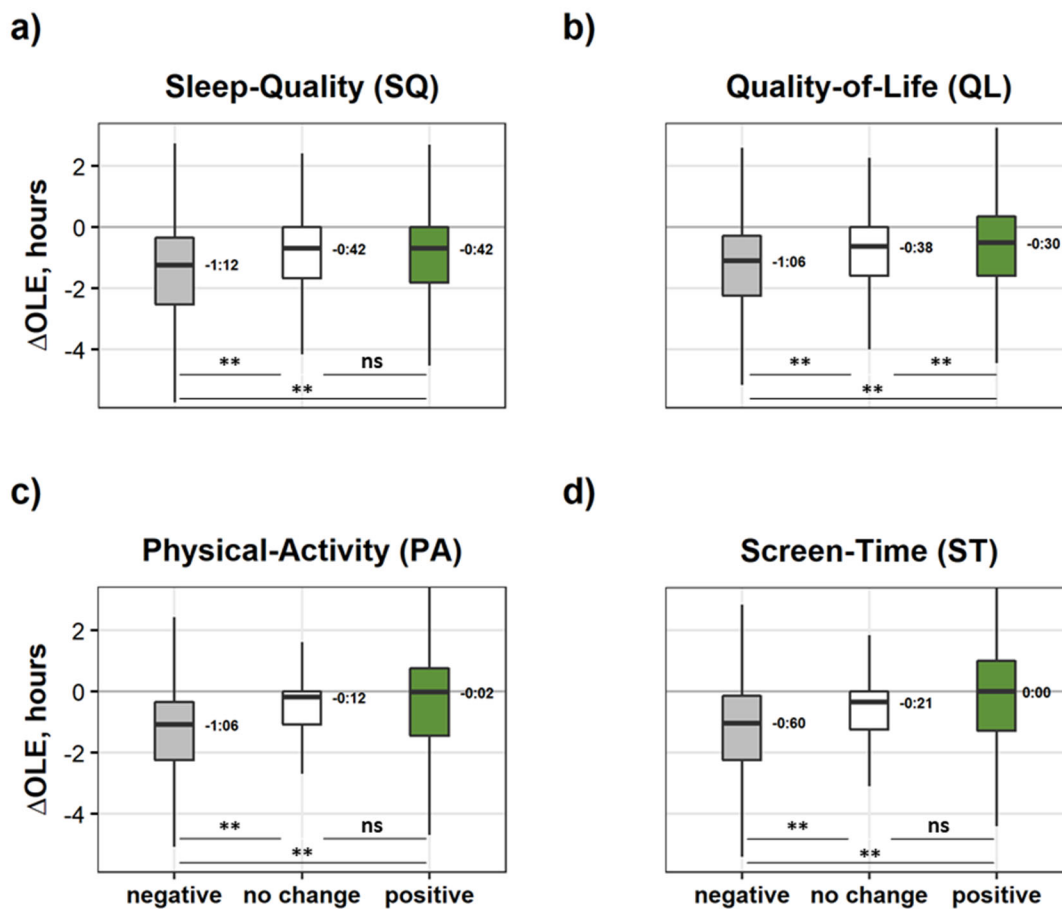 a)
Sleep-Quality (SQ)
ΔOLE, hours
2
0
-2
-4
-1:12
-0:42
-0:42
**
ns
**
b)
Quality-of-Life (QL)
-1:06
-0:38
-0:30
**
**
**
c)
Physical-Activity (PA)
ΔOLE, hours
2
0
-2
-4
-1:06
-0:12
-0:02
**
ns
**
negative no change positive
d)
Screen-Time (ST)
-0:60
-0:21
0:00
**
ns
**
negative no change positive